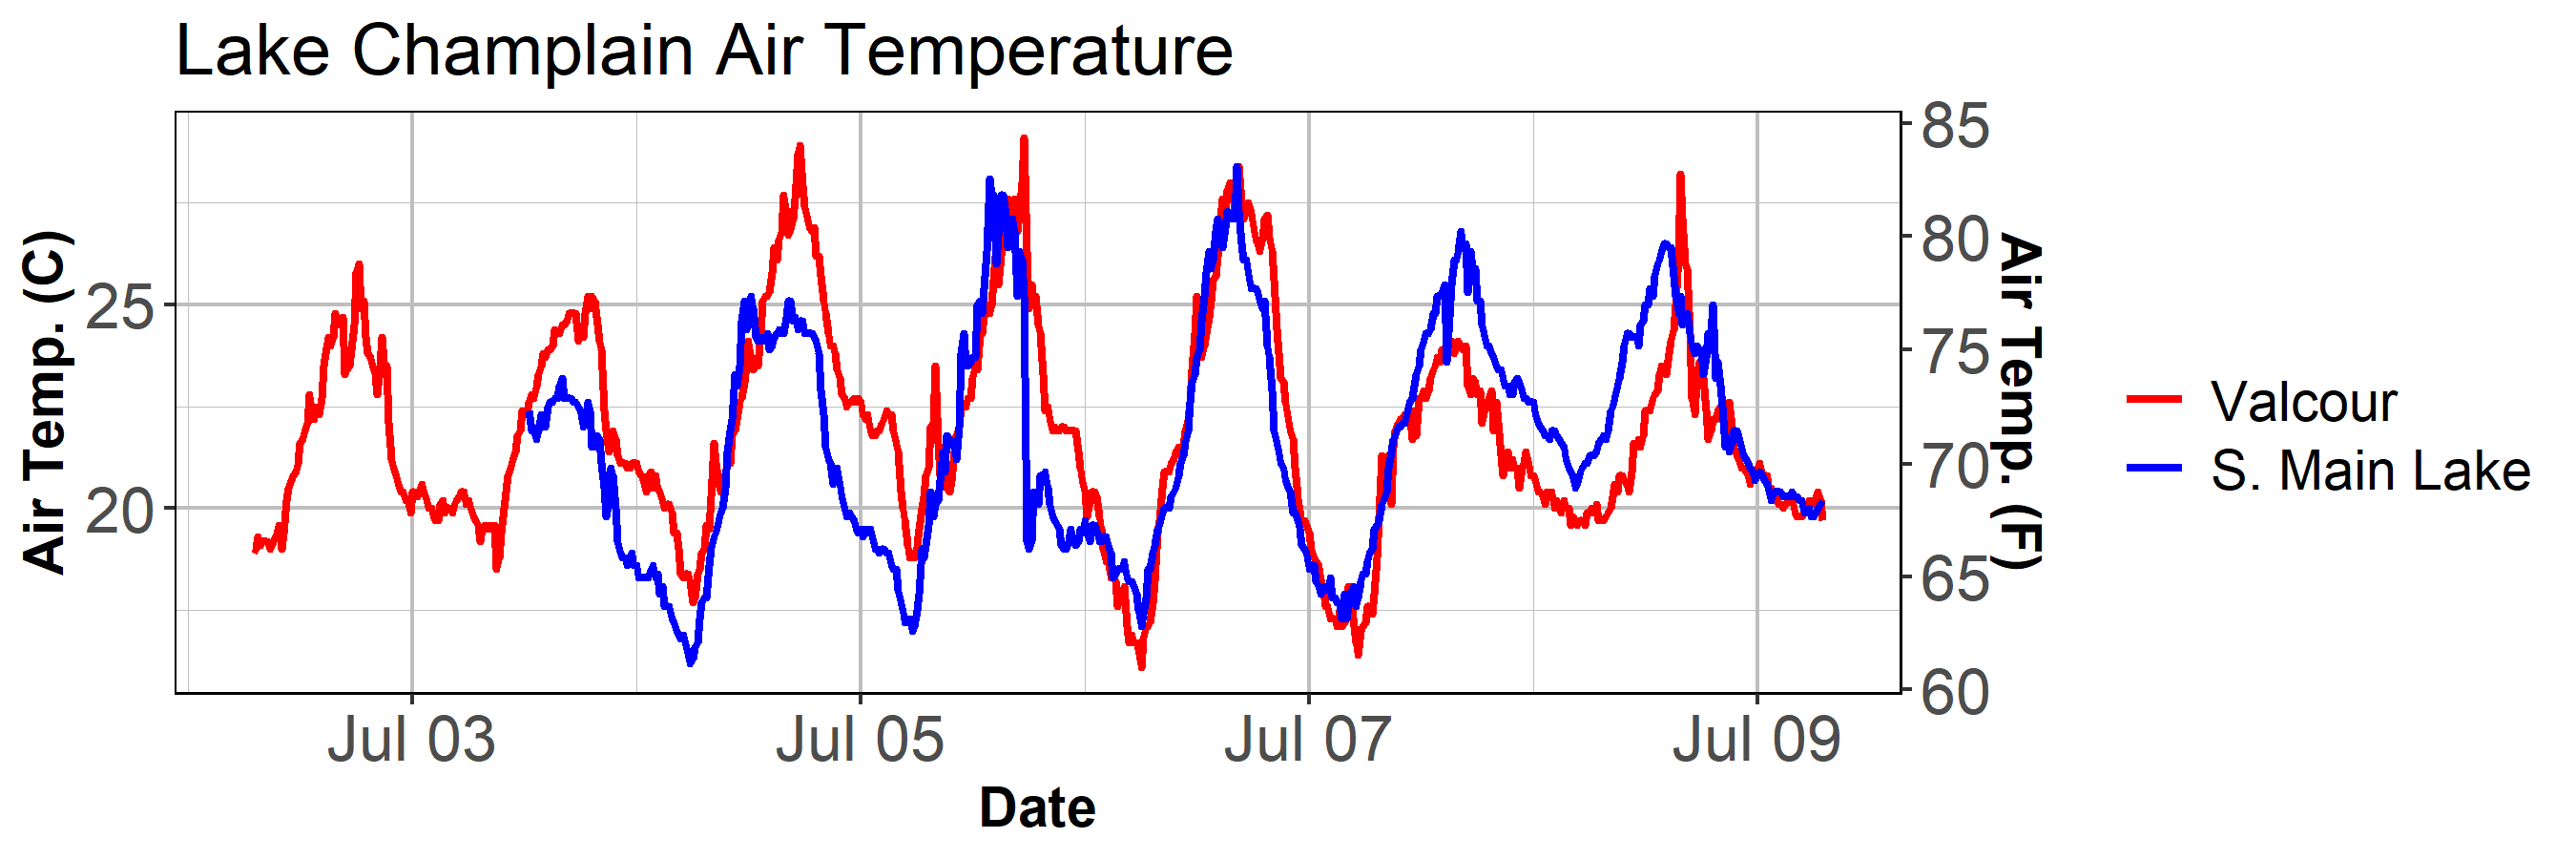 Lake Champlain Air Temperature
Air Temp. (C)
25
20
85
80
75
70
65
60
Air Temp. (F)
Jul 03
Jul 05
Jul 07
Jul 09
Date
Valcour
S. Main Lake